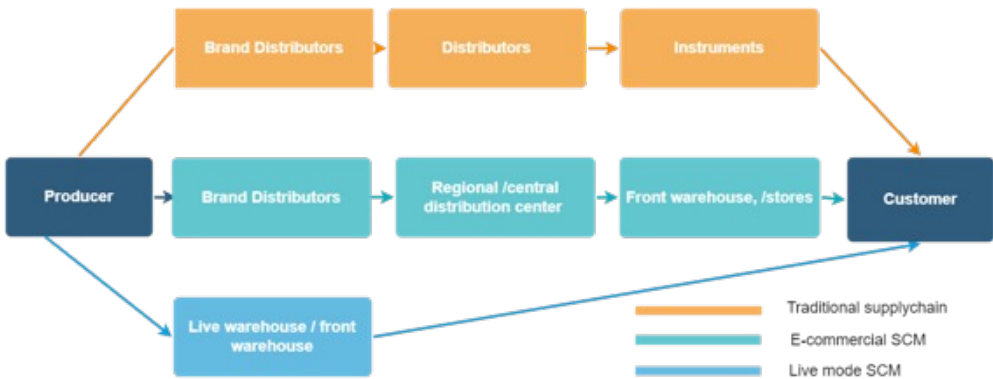 Brand Distributors
Distributors
Instruments
Producer
Brand Distributors
Regional /central
distribution center
Front warehouse, /stores
Customer
Live warehouse / front
warehouse
Traditional supplychain
E-commercial SCM
Live mode SCM